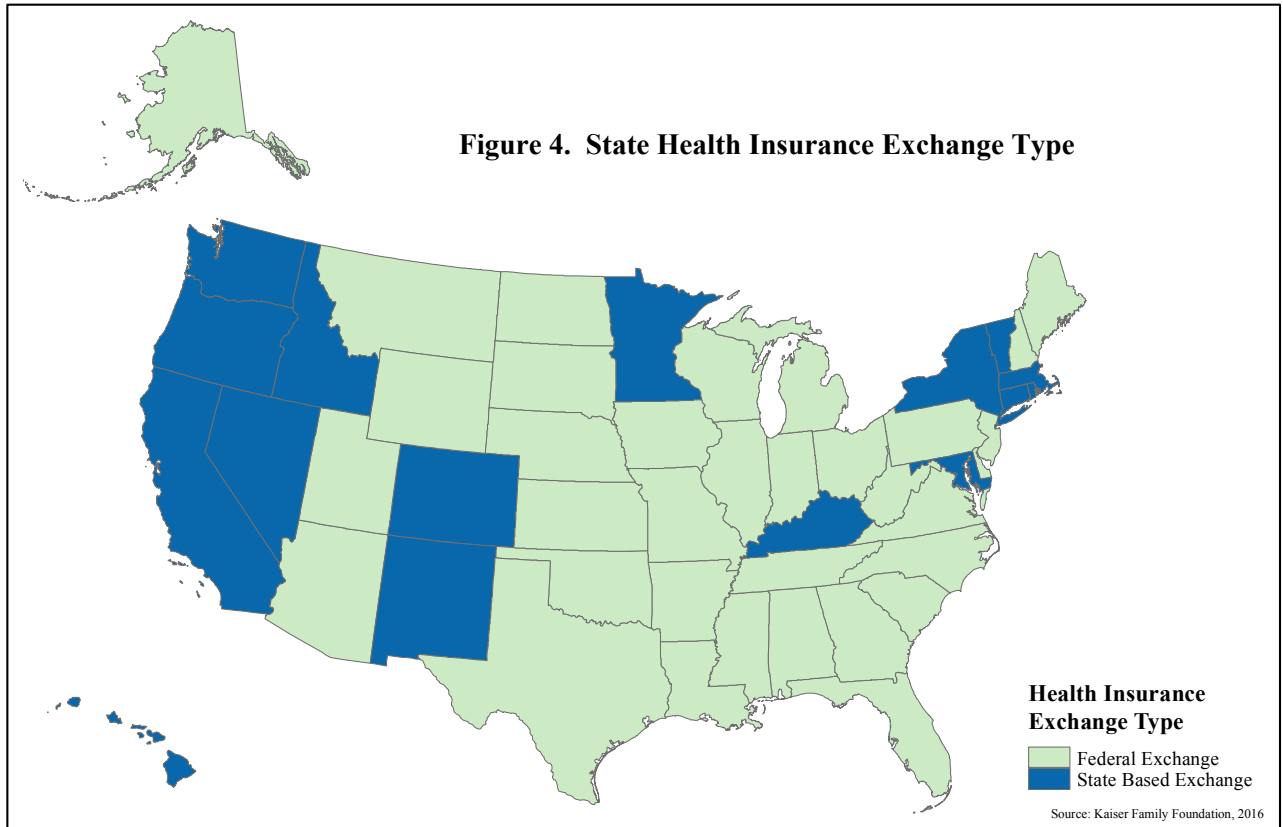 Figure 4.  State Health Insurance Exchange Type
Health Insurance
Exchange Type
Federal Exchange
State Based Exchange
Source: Kaiser Family Foundation, 2016